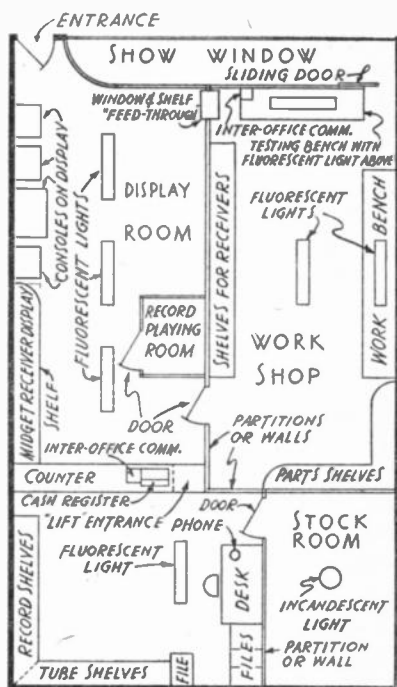 ENTRANCE
SHOW WINDOW
SLIDING DOOR
WINDOW & SHELF
"FEED-THROUGH"
INTER-OFFICE COMM.
TESTING BENCH WITH
FLUORESCENT LIGHT ABOVE
CONSOLES ON DISPLAY
FLUORESCENT LIGHTS
DISPLAY
ROOM
SHELVES FOR RECEIVERS
FLUORESCENT
LIGHTS
WORK BENCH
RECORD
PLAYING
ROOM
WORK
SHOP
MIDGET RECEIVER DISPLAY
SHELF
DOOR
INTER-OFFICE COMM.
PARTITIONS
OR WALLS
COUNTER
PARTS SHELVES
CASH REGISTER
"LIFT" ENTRANCE
DOOR
PHONE
STOCK
ROOM
FLUORESCENT
LIGHT
RECORD SHELVES
DESK
INCANDESCENT
LIGHT
TUBE SHELVES
FILE
FILES
PARTITION
OR WALL